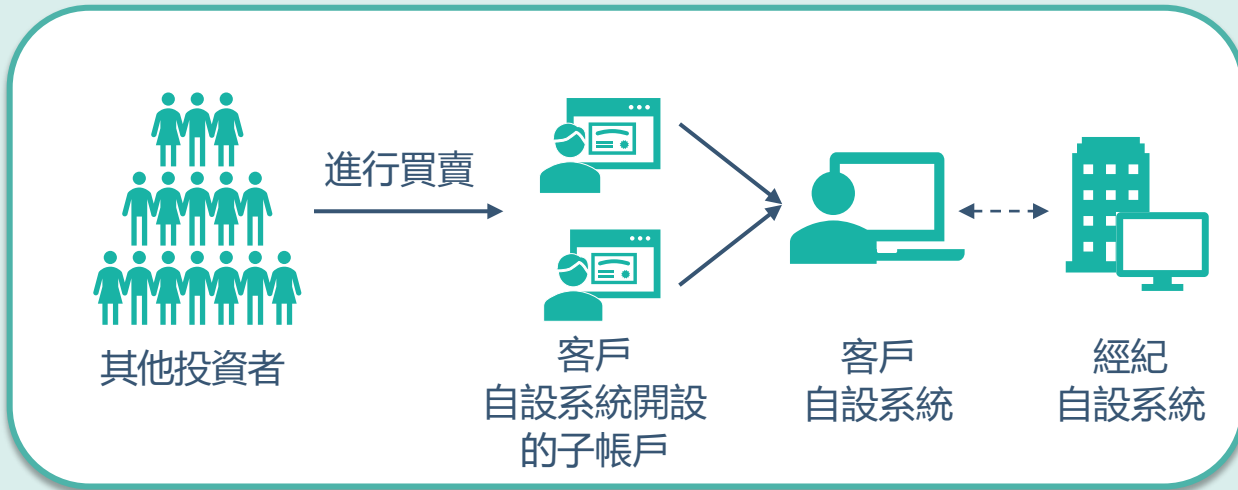 進行買賣
其他投資者
客戶
自設系統開設
的子帳戶
客戶
自設系統
經紀
自設系統